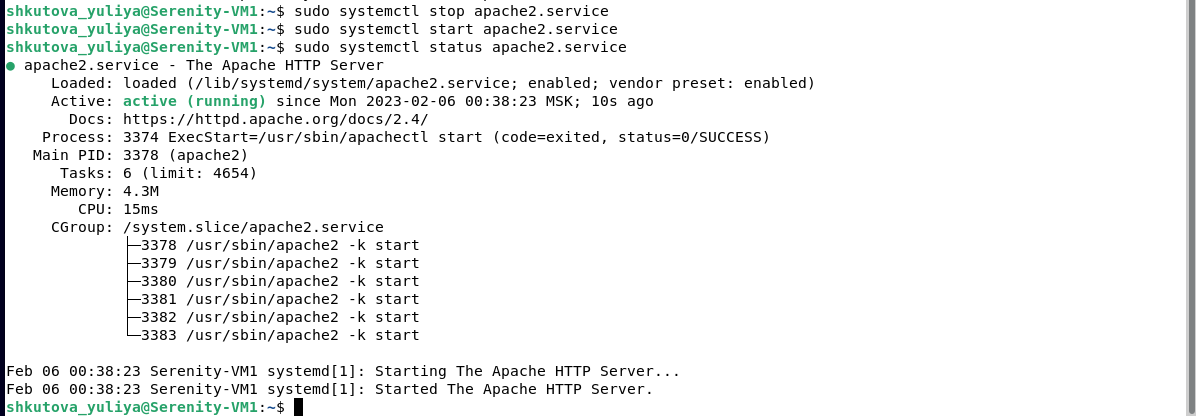 shkutova_yuliya@Serenity-VM1:~$ sudo systemctl stop apache2.service
shkutova_yuliya@Serenity-VM1:~$ sudo systemctl start apache2.service
shkutova_yuliya@Serenity-VM1:~$ sudo systemctl status apache2.service
● apache2.service - The Apache HTTP Server
     Loaded: loaded (/lib/systemd/system/apache2.service; enabled; vendor preset: enabled)
     Active: active (running) since Mon 2023-02-06 00:38:23 MSK; 10s ago
       Docs: https://httpd.apache.org/docs/2.4/
    Process: 3374 ExecStart=/usr/sbin/apachectl start (code=exited, status=0/SUCCESS)
   Main PID: 3378 (apache2)
      Tasks: 6 (limit: 4654)
     Memory: 4.3M
        CPU: 15ms
     CGroup: /system.slice/apache2.service
             ├─3378 /usr/sbin/apache2 -k start
             ├─3379 /usr/sbin/apache2 -k start
             ├─3380 /usr/sbin/apache2 -k start
             ├─3381 /usr/sbin/apache2 -k start
             ├─3382 /usr/sbin/apache2 -k start
             └─3383 /usr/sbin/apache2 -k start

Feb 06 00:38:23 Serenity-VM1 systemd[1]: Starting The Apache HTTP Server...
Feb 06 00:38:23 Serenity-VM1 systemd[1]: Started The Apache HTTP Server.
shkutova_yuliya@Serenity-VM1:~$